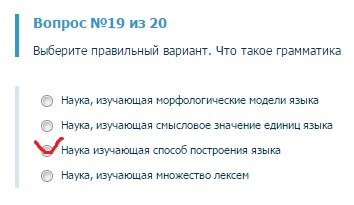 Вопрос №19 из 20
Выберите правильный вариант. Что такое грамматика
Наука, изучающая морфологические модели языка
Наука, изучающая смысловое значение единиц языка
Наука изучающая способ построения языка
Наука, изучающая множество лексем